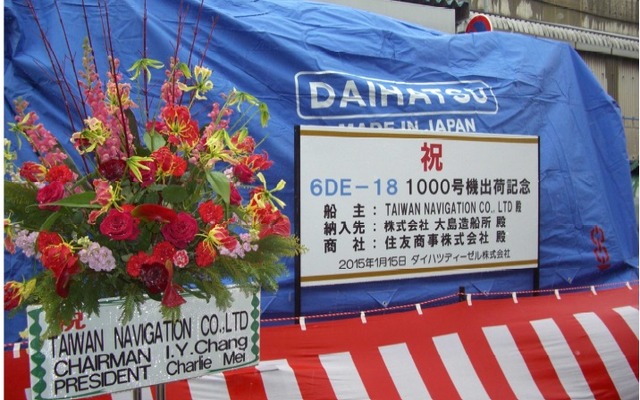 DAIHATSU
MADE IN JAPAN
祝
6DE-18 1000号機出荷記念
船 主 : TAIWAN NAVIGATION CO.,LTD 殿
納入先 : 株式会社 大島造船所 殿
商 社 : 住友商事株式会社 殿
2015年1月15日 ダイハツディーゼル株式会社
祝
TAIWAN NAVIGATION CO.,LTD
CHAIRMAN I.Y.Chang
PRESIDENT Charlie Mei